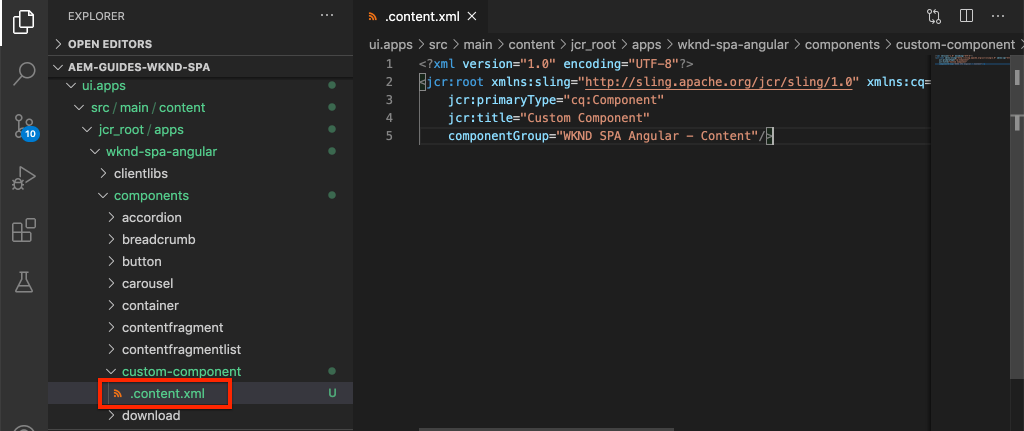 EXPLORER
OPEN EDITORS
AEM-GUIDES-WKND-SPA
ui.apps
src / main / content
jcr_root / apps
wknd-spa-angular
clientlibs
components
accordion
breadcrumb
button
carousel
container
contentfragment
contentfragmentlist
custom-component
.content.xml U
download
10
.content.xml
ui.apps > src > main > content > jcr_root > apps > wknd-spa-angular > components > custom-component >
1 <?xml version="1.0" encoding="UTF-8"?>
2 <jcr:root xmlns:sling="http://sling.apache.org/jcr/sling/1.0" xmlns:cq=
3 jcr:primaryType="cq:Component"
4 jcr:title="Custom Component"
5 componentGroup="WKND SPA Angular - Content"/>